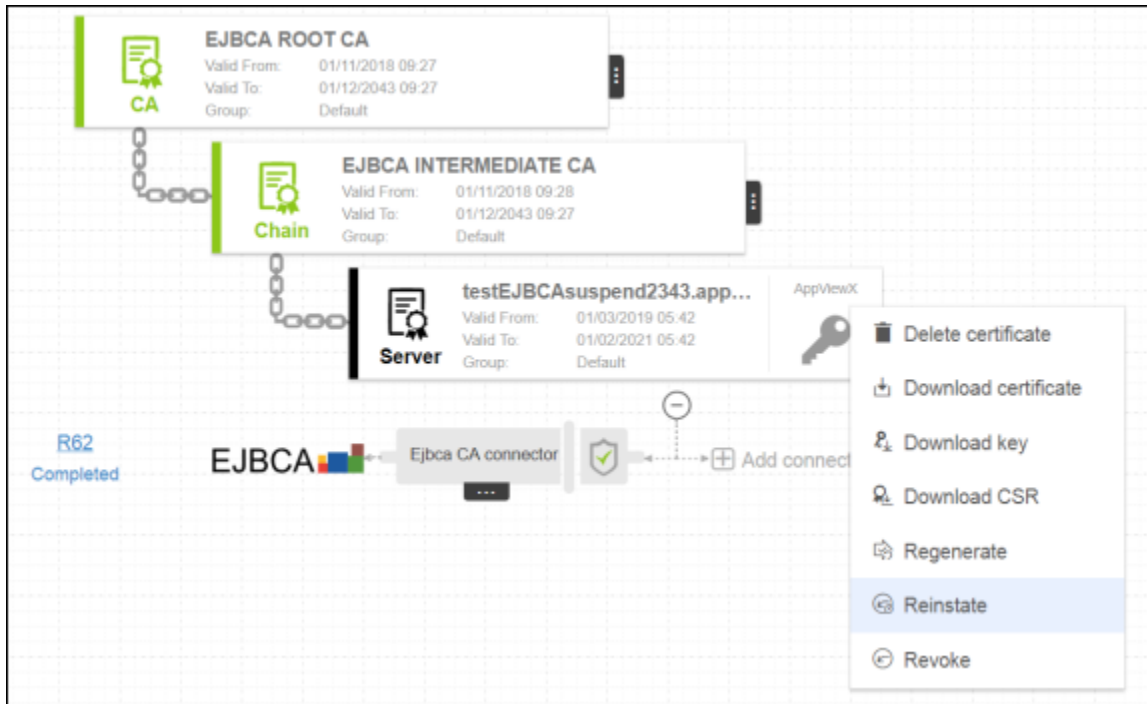 EJBCA ROOT CA
Valid From: 01/11/2018 09:27
Valid To: 01/12/2043 09:27
Group: Default
CA
EJBCA INTERMEDIATE CA
Valid From: 01/11/2018 09:28
Valid To: 01/12/2043 09:27
Group: Default
Chain
testEJBCAsuspend2343.app...
Valid From: 01/03/2019 05:42
Valid To: 01/02/2021 05:42
Group: Default
Server
AppViewX
Delete certificate
Download certificate
Download key
Download CSR
Regenerate
Reinstate
Revoke
R62
Completed
EJBCA
Ejbca CA connector
Add connect